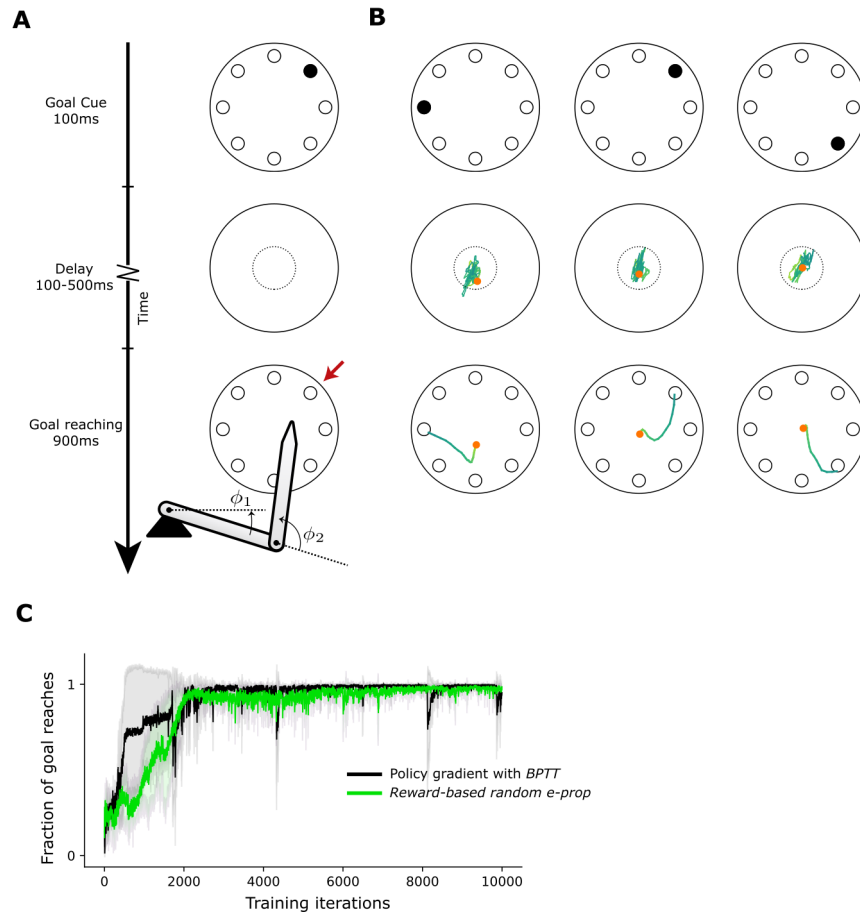 A
B
Goal Cue
100ms
Delay
100-500ms
Time
Goal reaching
900ms
ϕ1
ϕ2
C
Fraction of goal reaches
1
0
Policy gradient with BPTT
Reward-based random e-prop
0
2000
4000
6000
8000
10000
Training iterations